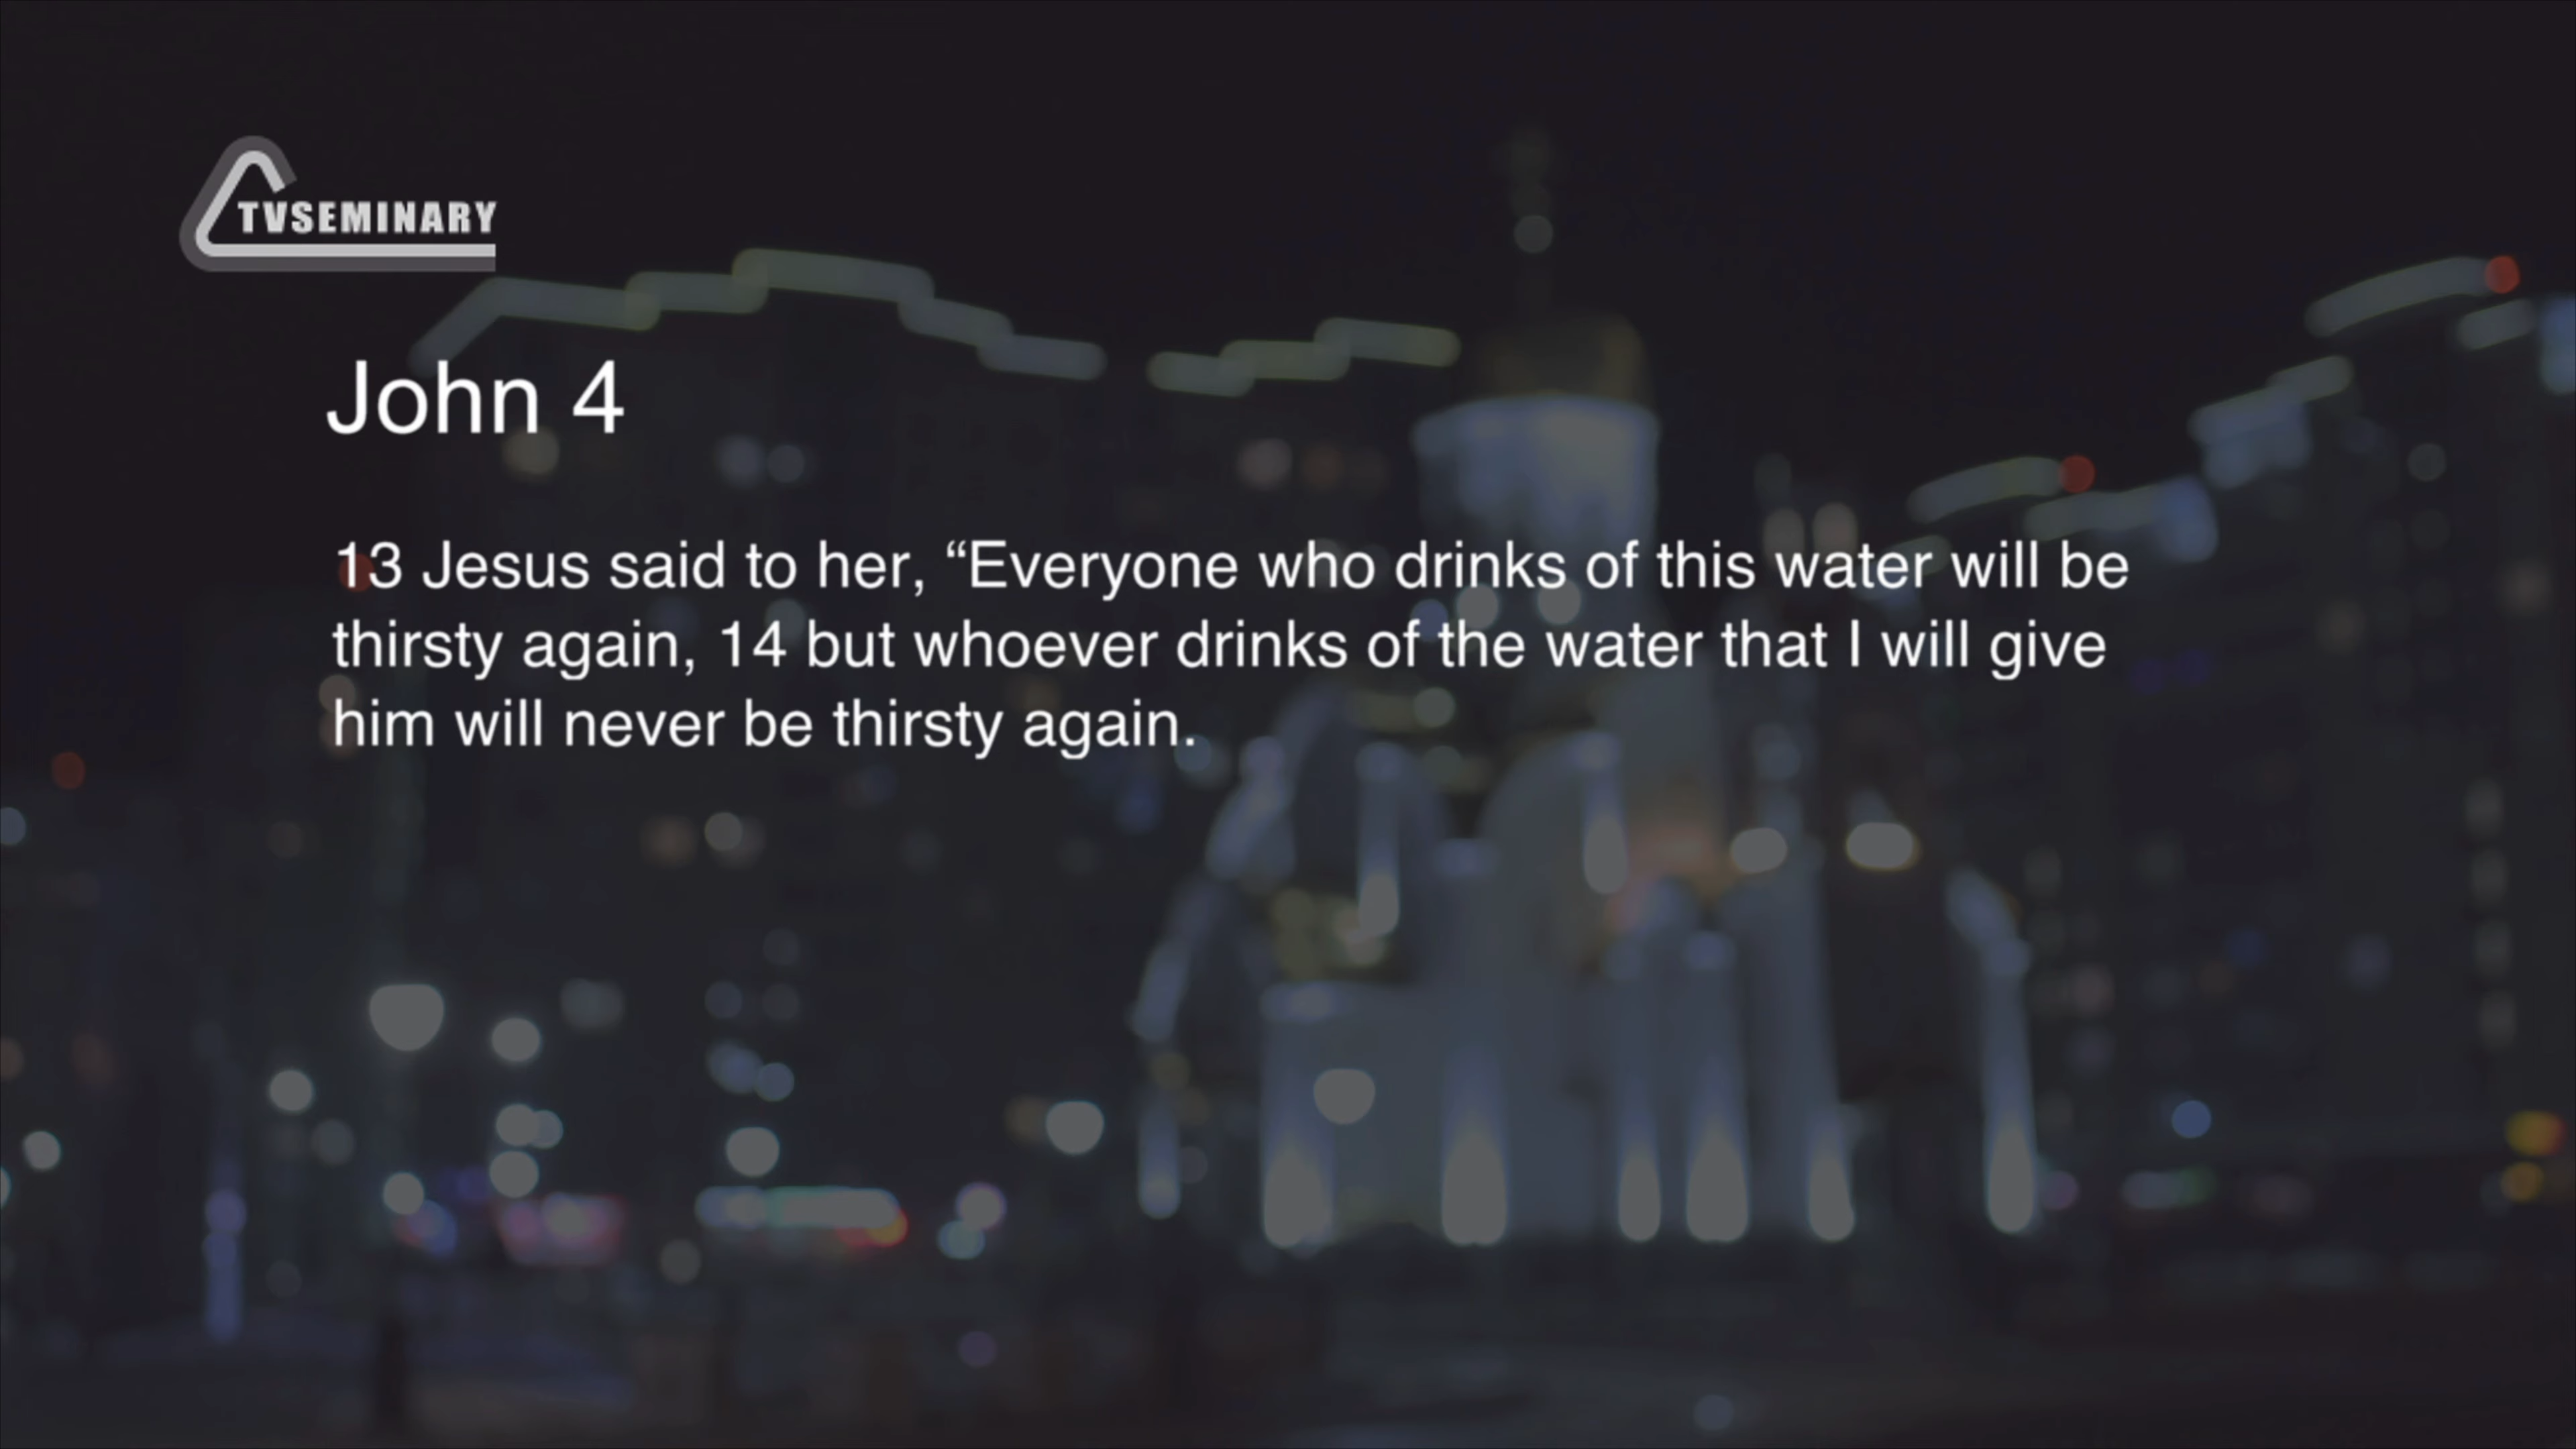 TVSEMINARY
John 4
13 Jesus said to her, “Everyone who drinks of this water will be
thirsty again, 14 but whoever drinks of the water that I will give
him will never be thirsty again.